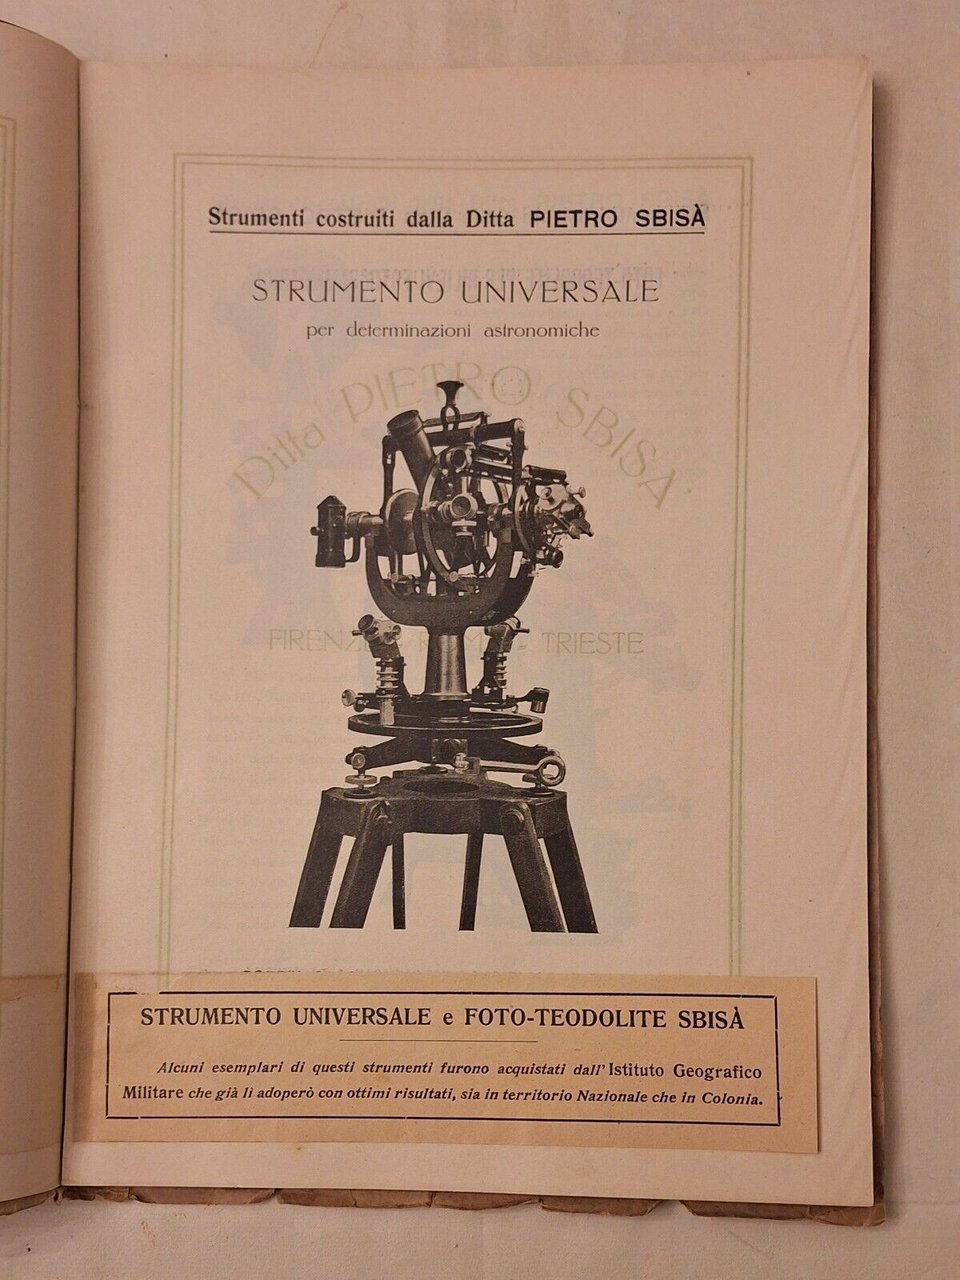 Strumenti costruiti dalla Ditta PIETRO SBISÀ
STRUMENTO UNIVERSALE
per determinazioni astronomiche
Ditta PIETRO SBISÀ
FIRENZE ROMA TRIESTE
STRUMENTO UNIVERSALE e FOTO-TEODOLITE SBISÀ
Alcuni esemplari di questi strumenti furono acquistati dall' Istituto Geografico
Militare che già li adoperò con ottimi risultati, sia in territorio Nazionale che in Colonia.